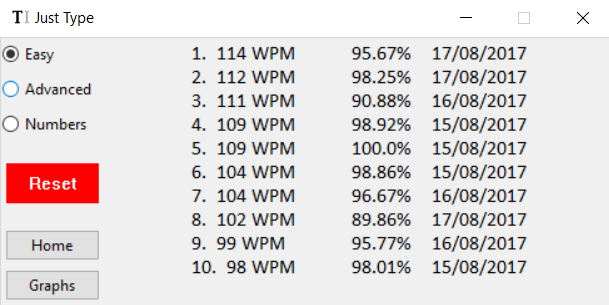 Just Type
Easy
Advanced
Numbers
Reset
Home
Graphs
1. 114 WPM 95.67% 17/08/2017
2. 112 WPM 98.25% 17/08/2017
3. 111 WPM 90.88% 16/08/2017
4. 109 WPM 98.92% 15/08/2017
5. 109 WPM 100.0% 15/08/2017
6. 104 WPM 98.86% 15/08/2017
7. 104 WPM 96.67% 16/08/2017
8. 102 WPM 89.86% 17/08/2017
9. 99 WPM 95.77% 16/08/2017
10. 98 WPM 98.01% 15/08/2017